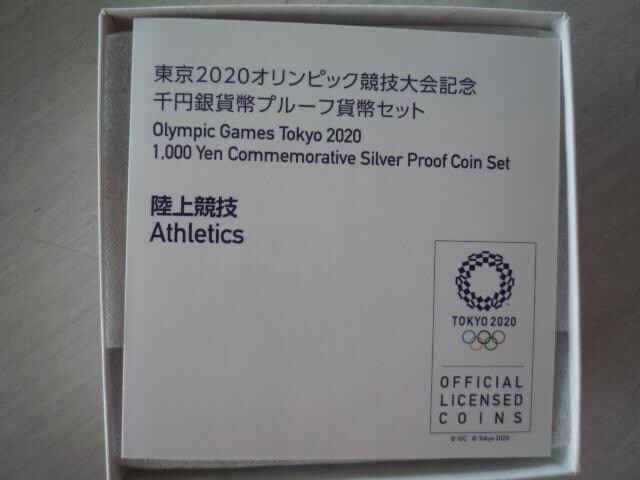 東京2020オリンピック競技大会記念
千円銀貨幣プルーフ貨幣セット
Olympic Games Tokyo 2020
1,000 Yen Commemorative Silver Proof Coin Set
陸上競技
Athletics
TOKYO 2020
OFFICIAL
LICENSED
COINS
© IOC © Tokyo 2020